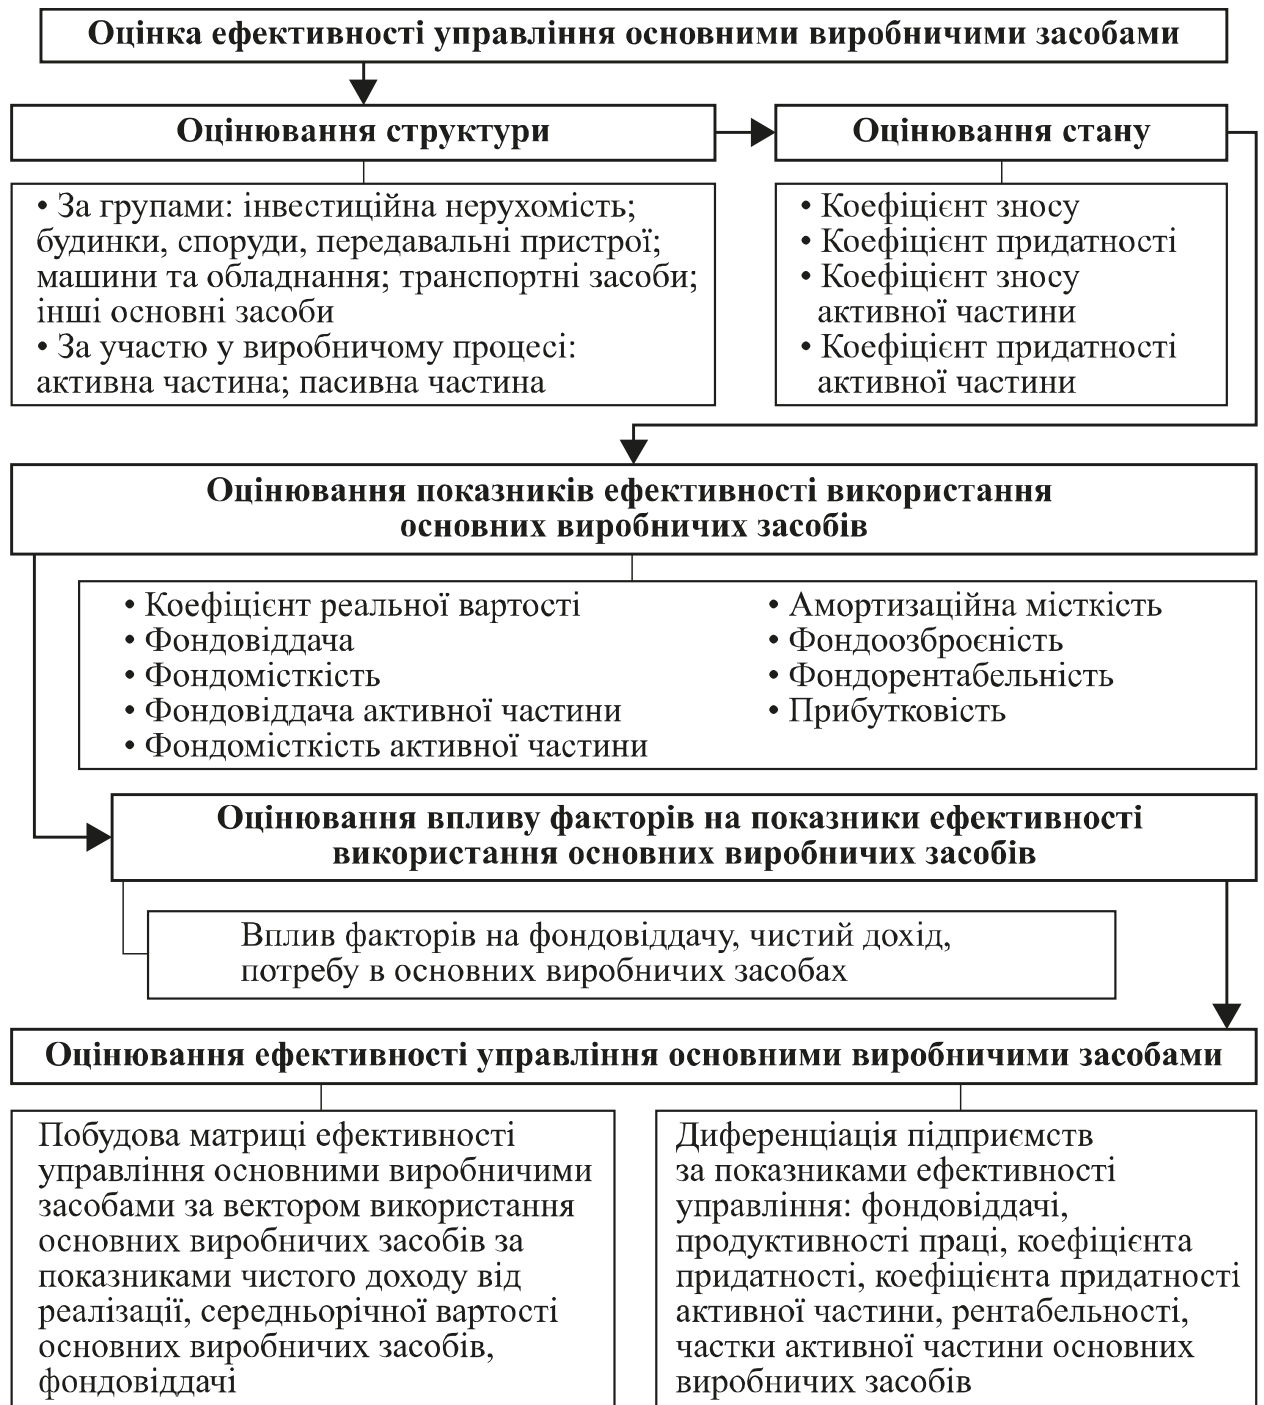 Оцінка ефективності управління основними виробничими засобами
Оцінювання структури
• За групами: інвестиційна нерухомість;
будинки, споруди, передавальні пристрої;
машини та обладнання; транспортні засоби;
інші основні засоби
• За участю у виробничому процесі:
активна частина; пасивна частина
Оцінювання стану
• Коефіцієнт зносу
• Коефіцієнт придатності
• Коефіцієнт зносу
активної частини
• Коефіцієнт придатності
активної частини
Оцінювання показників ефективності використання
основних виробничих засобів
• Коефіцієнт реальної вартості
• Фондовіддача
• Фондомісткість
• Фондовіддача активної частини
• Фондомісткість активної частини
• Амортизаційна місткість
• Фондоозброєність
• Фондорентабельність
• Прибутковість
Оцінювання впливу факторів на показники ефективності
використання основних виробничих засобів
Вплив факторів на фондовіддачу, чистий дохід,
потребу в основних виробничих засобах
Оцінювання ефективності управління основними виробничими засобами
Побудова матриці ефективності
управління основними виробничими
засобами за вектором використання
основних виробничих засобів за
показниками чистого доходу від
реалізації, середньорічної вартості
основних виробничих засобів,
фондовіддачі
Диференціація підприємств
за показниками ефективності
управління: фондовіддачі,
продуктивності праці, коефіцієнта
придатності, коефіцієнта придатності
активної частини, рентабельності,
частки активної частини основних
виробничих засобів